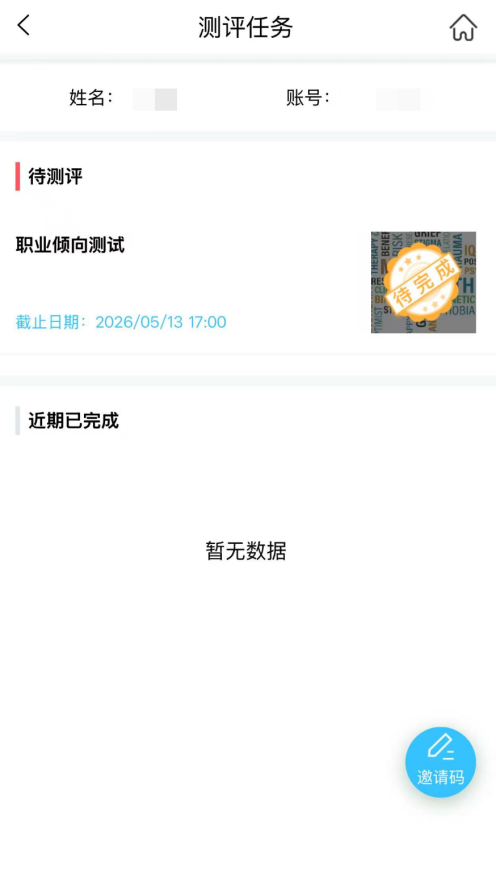 测评任务
姓名：
账号：
待测评
职业倾向测试
待完成
截止日期：2026/05/13 17:00
近期已完成
暂无数据
邀请码